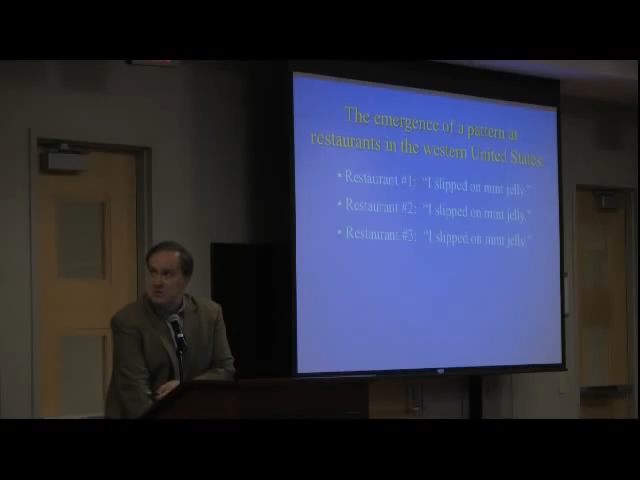 The emergence of a pattern at
restaurants in the western United States:
• Restaurant #1: "I slipped on mint jelly."
• Restaurant #2: "I slipped on mint jelly."
• Restaurant #3: "I slipped on mint jelly."